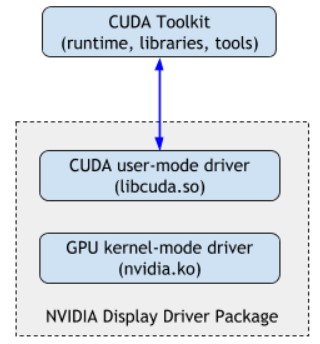 CUDA Toolkit
(runtime, libraries, tools)
CUDA user-mode driver
(libcuda.so)
GPU kernel-mode driver
(nvidia.ko)
NVIDIA Display Driver Package